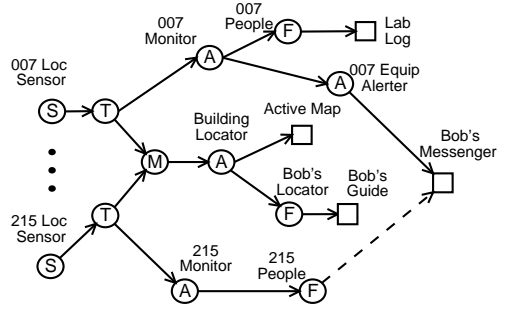 007
People
F
Lab
Log
007
Monitor
A
007 Loc
Sensor
S
T
A
007 Equip
Alerter
Building
Locator
Active Map
M
A
Bob's
Messenger
Bob's
Locator
F
Bob's
Guide
215 Loc
Sensor
S
T
215
Monitor
A
215
People
F